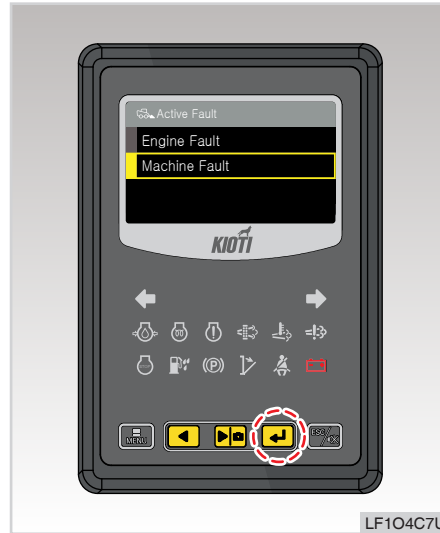 Active Fault
Engine Fault
Machine Fault
KIOTI
(P)
MENU
ESC/
LF1O4C7U